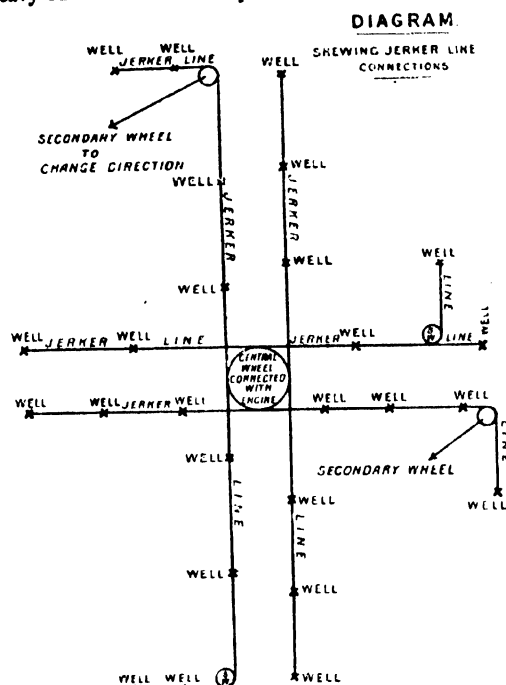 DIAGRAM.
SHEWING JERKER LINE
CONNECTIONS
WELL WELL
JERKER LINE
WELL
SECONDARY WHEEL
TO
CHANGE DIRECTION
WELL
WELL
JERKER
JERKER
WELL
WELL
WELL
LINE
WELL JERKER WELL LINE
JERKER WELL
LINE WELL
CENTRAL
WHEEL
CONNECTED
WITH
ENGINE
WELL WELL JERKER WELL
WELL WELL WELL
LINE
WELL
SECONDARY WHEEL
WELL
WELL
LINE
LINE
WELL
WELL
WELL WELL
WELL